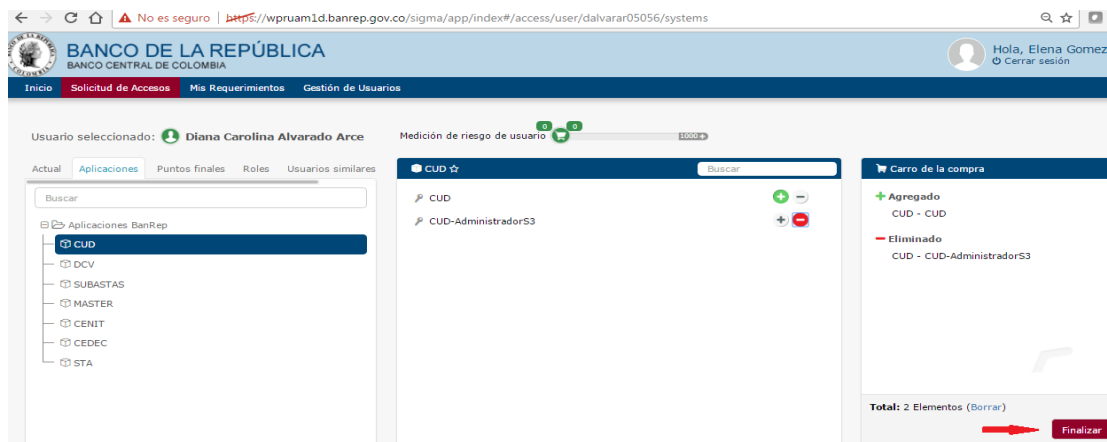 No es seguro | https://wpruam1d.banrep.gov.co/sigma/app/index#/access/user/dalvarar05056/systems
BANCO DE LA REPÚBLICA
BANCO CENTRAL DE COLOMBIA
Hola, Elena Gomez
Cerrar sesión
Inicio Solicitud de Accesos Mis Requerimientos Gestión de Usuarios
Usuario seleccionado: Diana Carolina Alvarado Arce
Medición de riesgo de usuario 0 0 1000+
Actual Aplicaciones Puntos finales Roles Usuarios similares
Buscar
Aplicaciones BanRep
CUD
DCV
SUBASTAS
MASTER
CENIT
CEDEC
STA
CUD Buscar
CUD
CUD-AdministradorS3
Carro de la compra
Agregado
CUD - CUD
Eliminado
CUD - CUD-AdministradorS3
Total: 2 Elementos (Borrar)
Finalizar